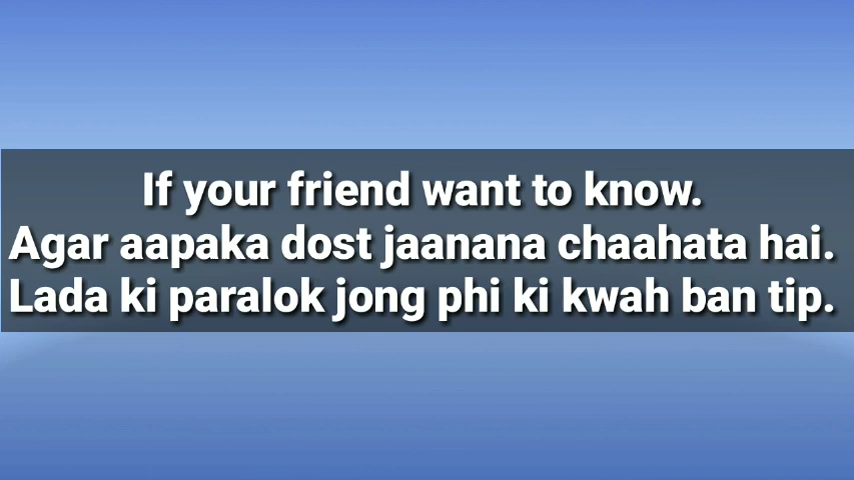 If your friend want to know.
Agar aapaka dost jaanana chaahata hai.
Lada ki paralok jong phi ki kwah ban tip.